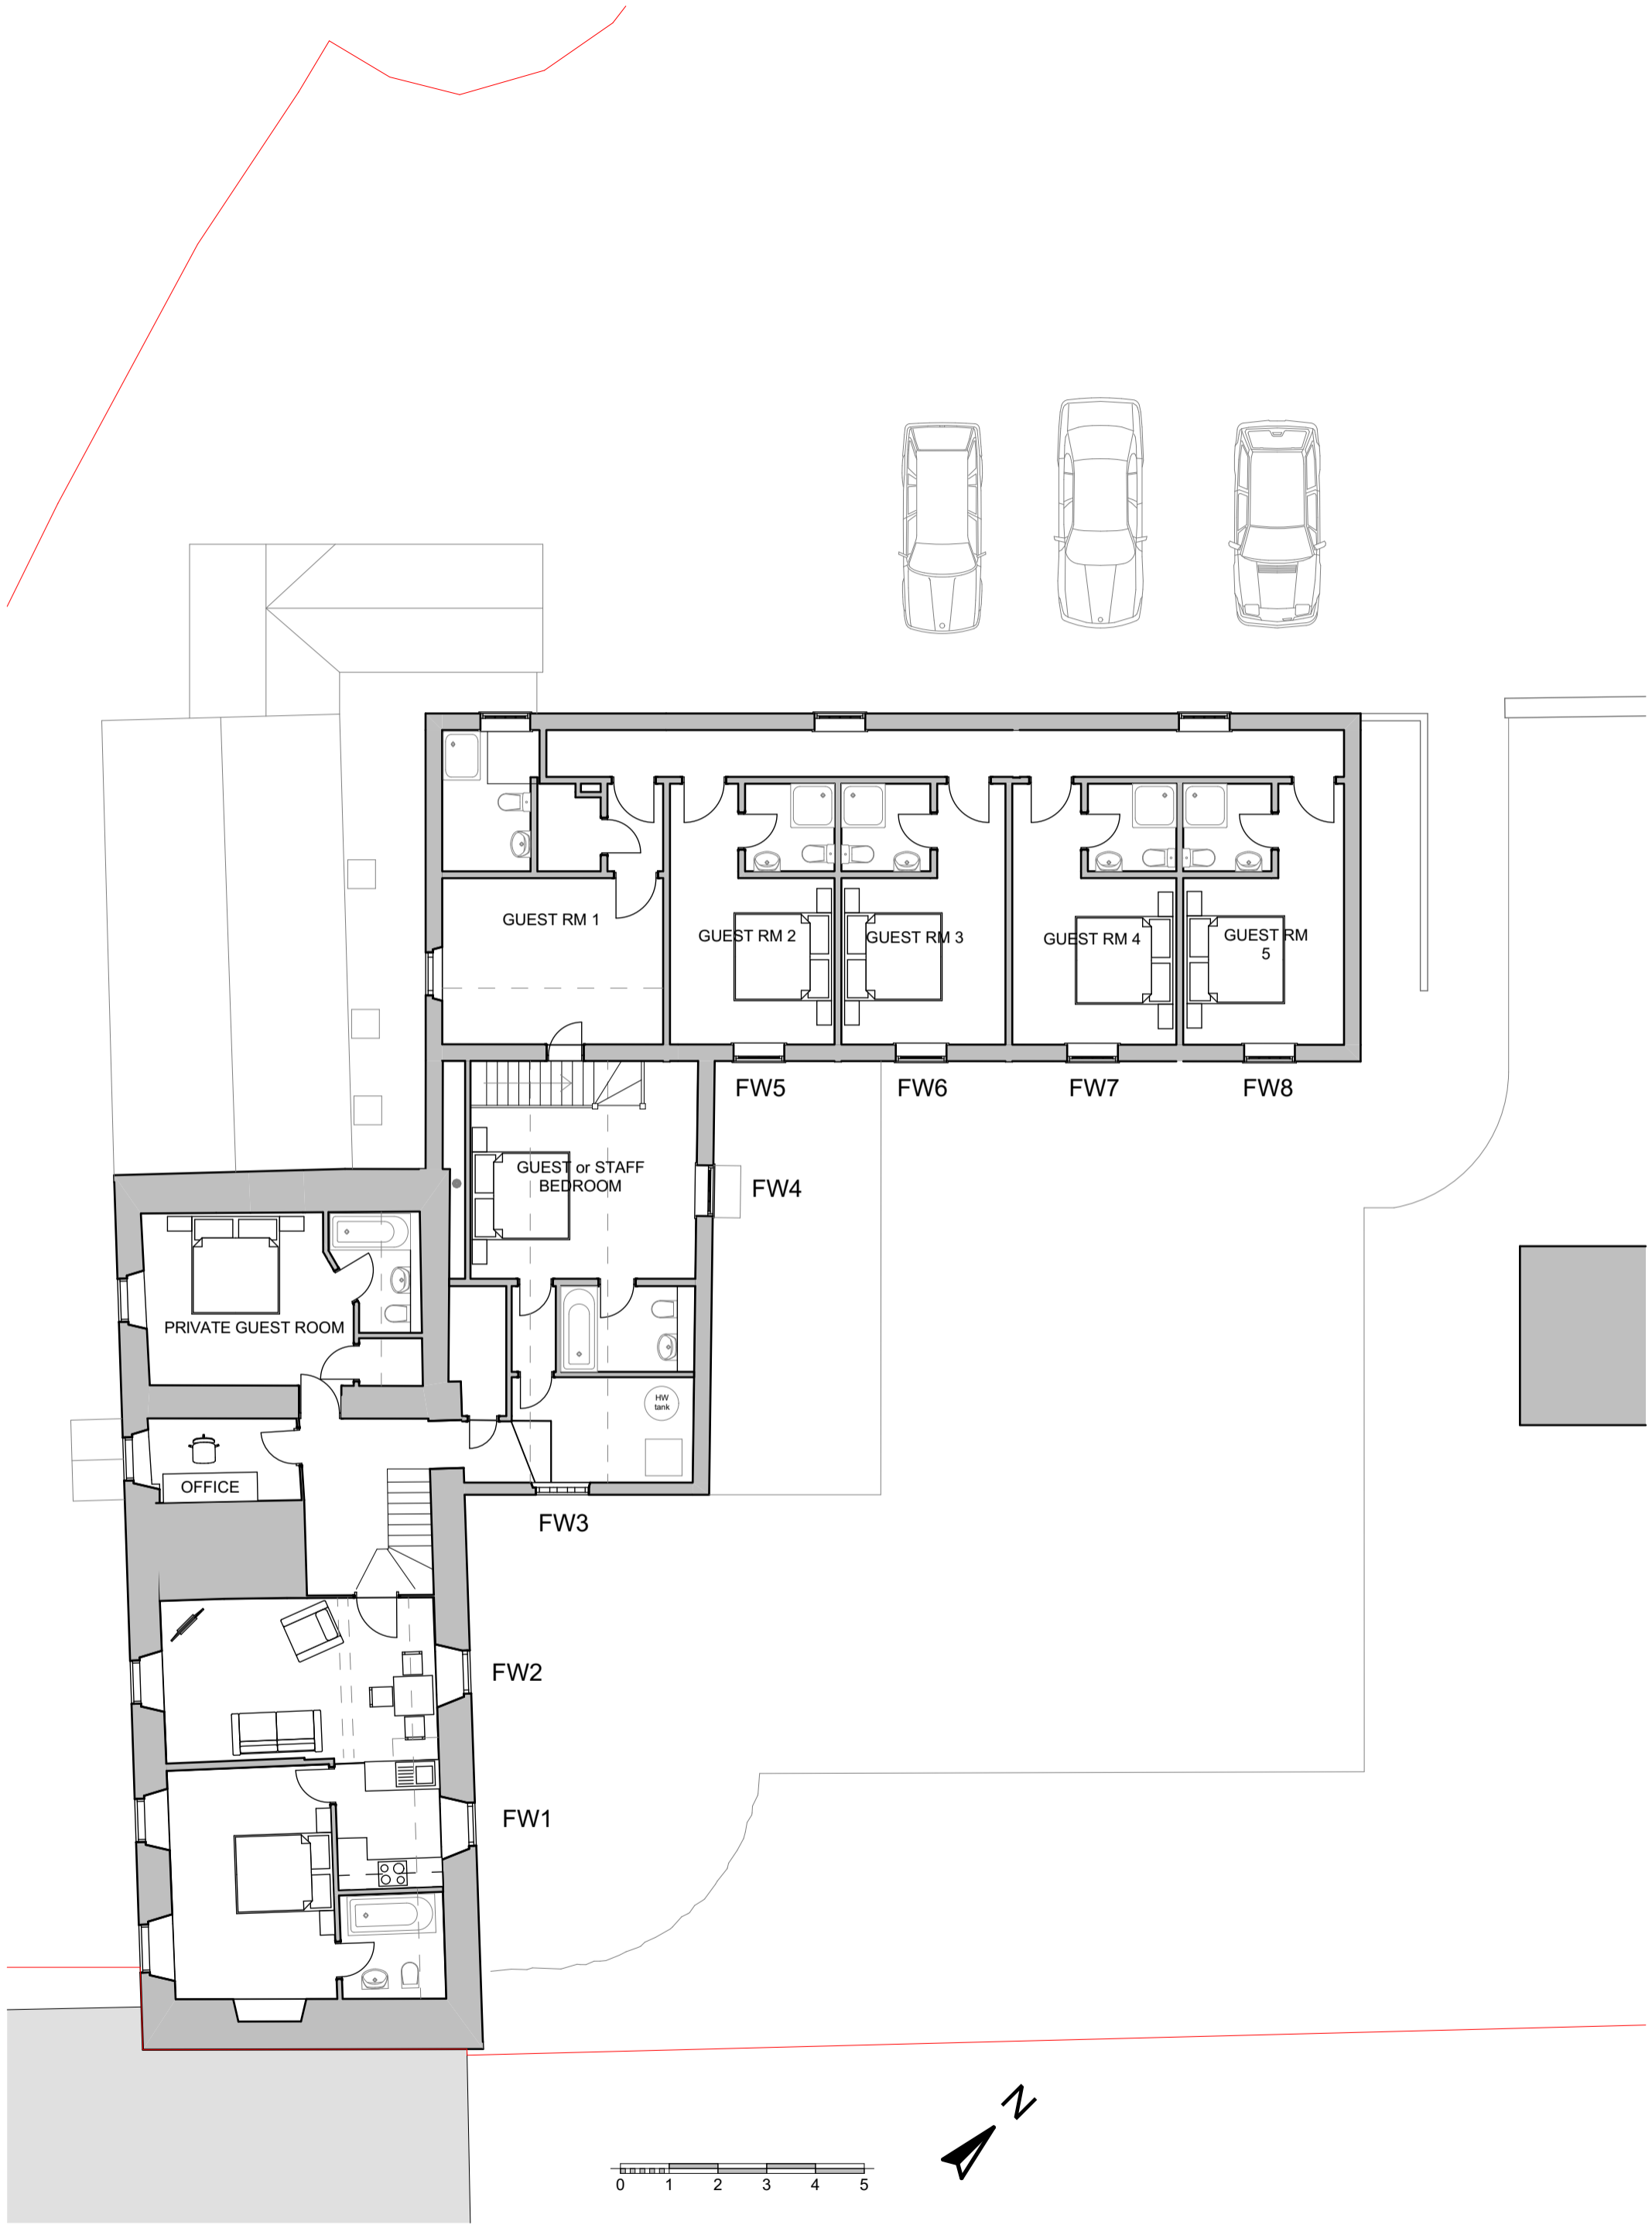 GUEST RM 1
GUEST RM 2
GUEST RM 3
GUEST RM 4
GUEST RM
5
FW5
FW6
FW7
FW8
GUEST or STAFF
BEDROOM
FW4
PRIVATE GUEST ROOM
HW
tank
OFFICE
FW3
FW2
FW1
N
0 1 2 3 4 5